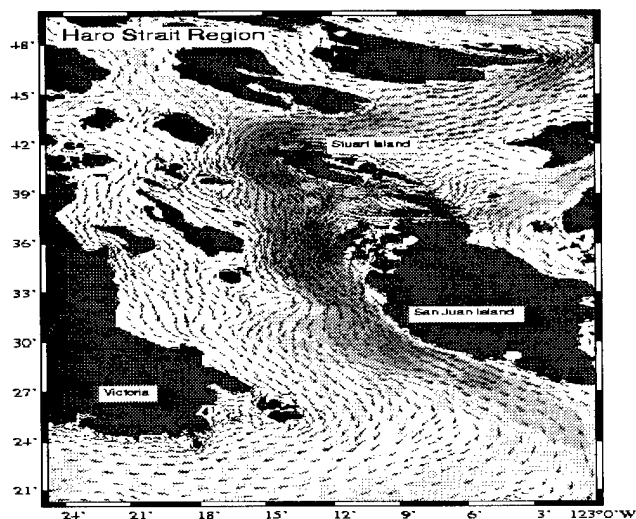 Haro Strait Region
48'
45'
Stuart Island
42'
39'
36'
33'
San Juan Island
30'
27'
Victoria
24'
21'
24' 21' 18' 15' 12' 9' 6' 3' 123°0'W